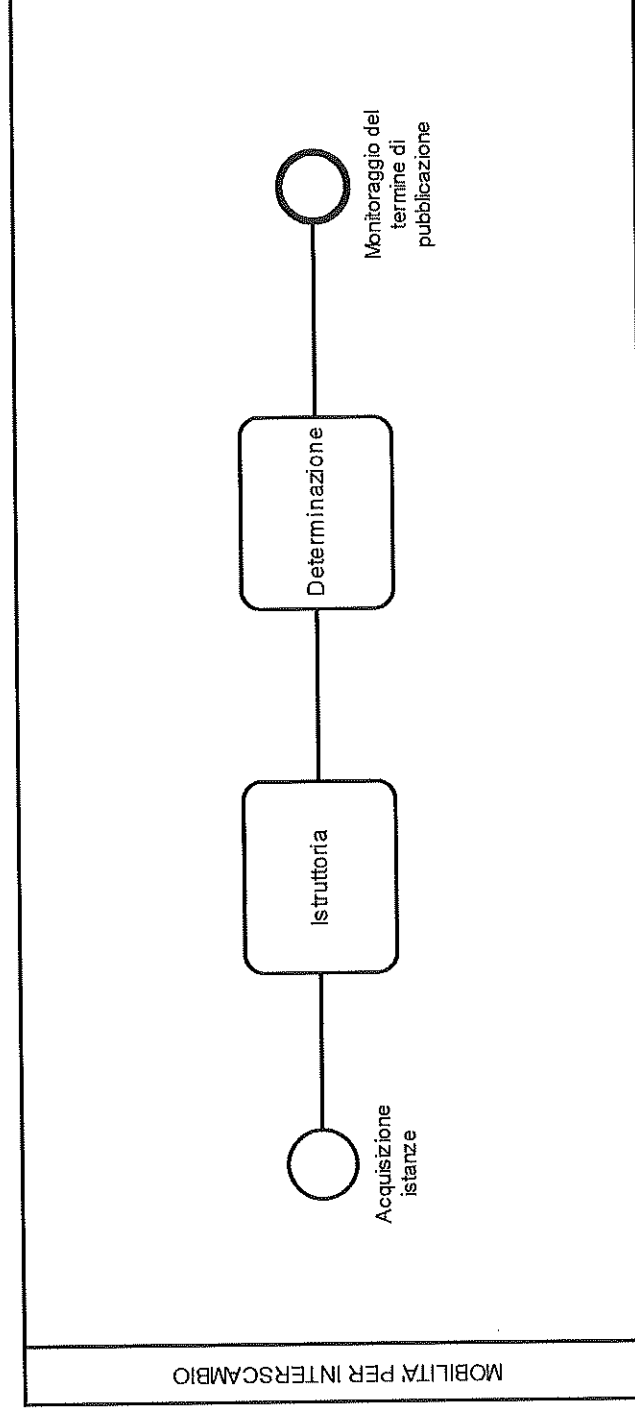 MOBILITA' PER INTERSCAMBIO
Acquisizione
istanze
Istruttoria
Determinazione
Monitoraggio del
termine di
pubblicazione